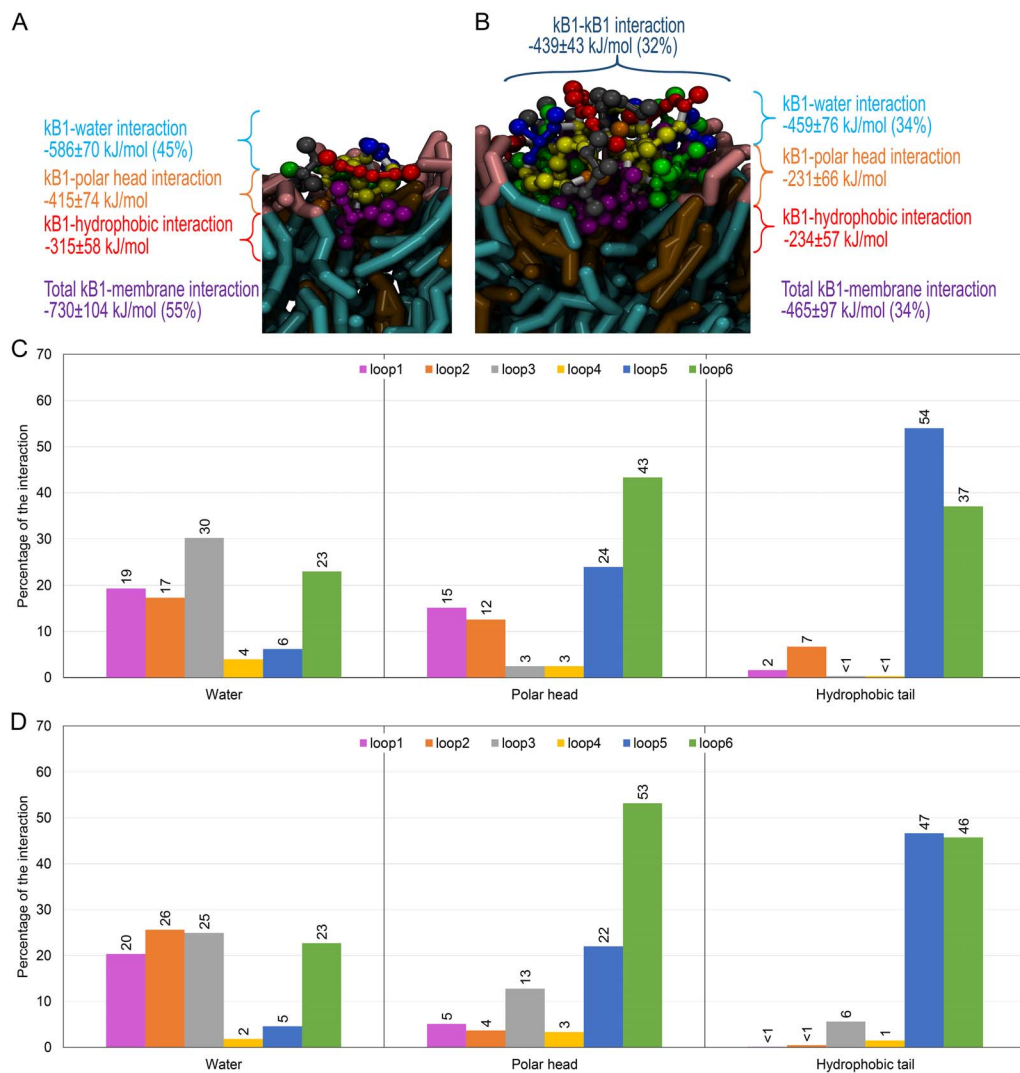 A
kB1-water interaction
-586±70 kJ/mol (45%)
kB1-polar head interaction
-415±74 kJ/mol
kB1-hydrophobic interaction
-315±58 kJ/mol
Total kB1-membrane interaction
-730±104 kJ/mol (55%)
B
kB1-kB1 interaction
-439±43 kJ/mol (32%)
kB1-water interaction
-459±76 kJ/mol (34%)
kB1-polar head interaction
-231±66 kJ/mol
kB1-hydrophobic interaction
-234±57 kJ/mol
Total kB1-membrane interaction
-465±97 kJ/mol (34%)
C
Percentage of the interaction
70
60
50
40
30
20
10
0
loop1 loop2 loop3 loop4 loop5 loop6
19 17 30 4 6 23
15 12 3 3 24 43
2 7 <1 <1 54 37
Water Polar head Hydrophobic tail
D
Percentage of the interaction
70
60
50
40
30
20
10
0
loop1 loop2 loop3 loop4 loop5 loop6
20 26 25 2 5 23
5 4 13 3 22 53
<1 <1 6 1 47 46
Water Polar head Hydrophobic tail